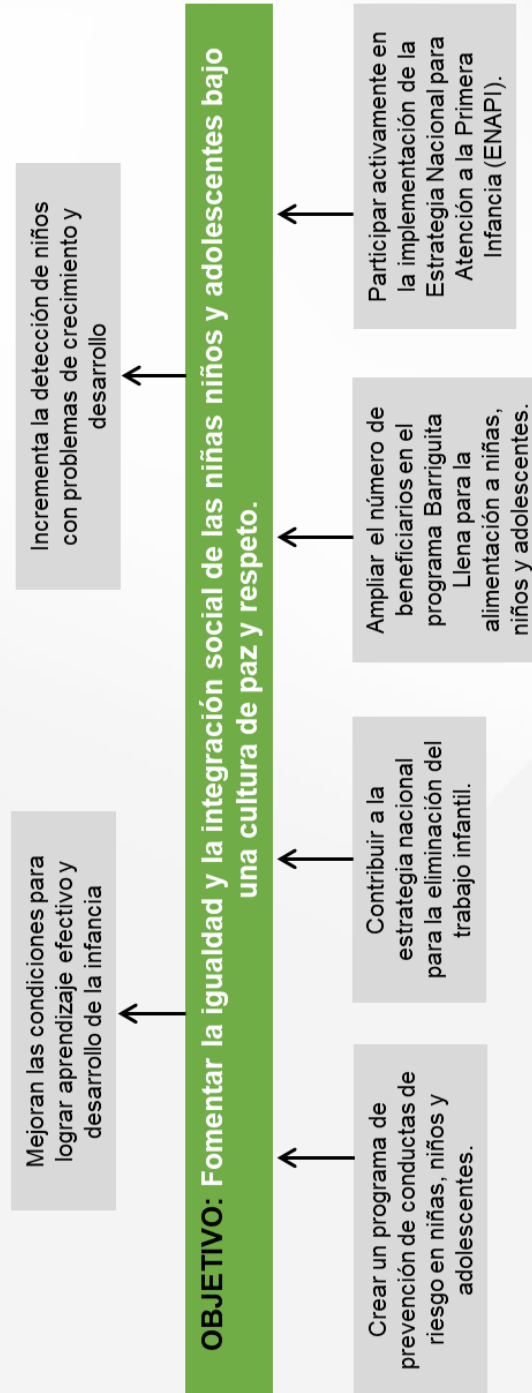 Mejoran las condiciones para
lograr aprendizaje efectivo y
desarrollo de la infancia
Incrementa la detección de niños
con problemas de crecimiento y
desarrollo
OBJETIVO: Fomentar la igualdad y la integración social de las niñas niños y adolescentes bajo
una cultura de paz y respeto.
Crear un programa de
prevención de conductas de
riesgo en niñas, niños y
adolescentes.
Contribuir a la
estrategia nacional
para la eliminación del
trabajo infantil.
Ampliar el número de
beneficiarios en el
programa Barriguita
Llena para la
alimentación a niñas,
niños y adolescentes.
Participar activamente en
la implementación de la
Estrategia Nacional para
Atención a la Primera
Infancia (ENAPI).